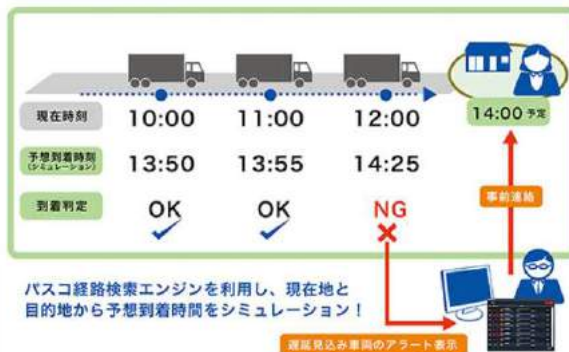 現在時刻 10:00 11:00 12:00 14:00 予定
予想到着時刻 13:50 13:55 14:25
(シミュレーション)
到着判定 OK OK NG
事前連絡
パスコ経路検索エンジンを利用し、現在地と
目的地から予想到着時間をシミュレーション！
遅延見込み車両のアラート表示